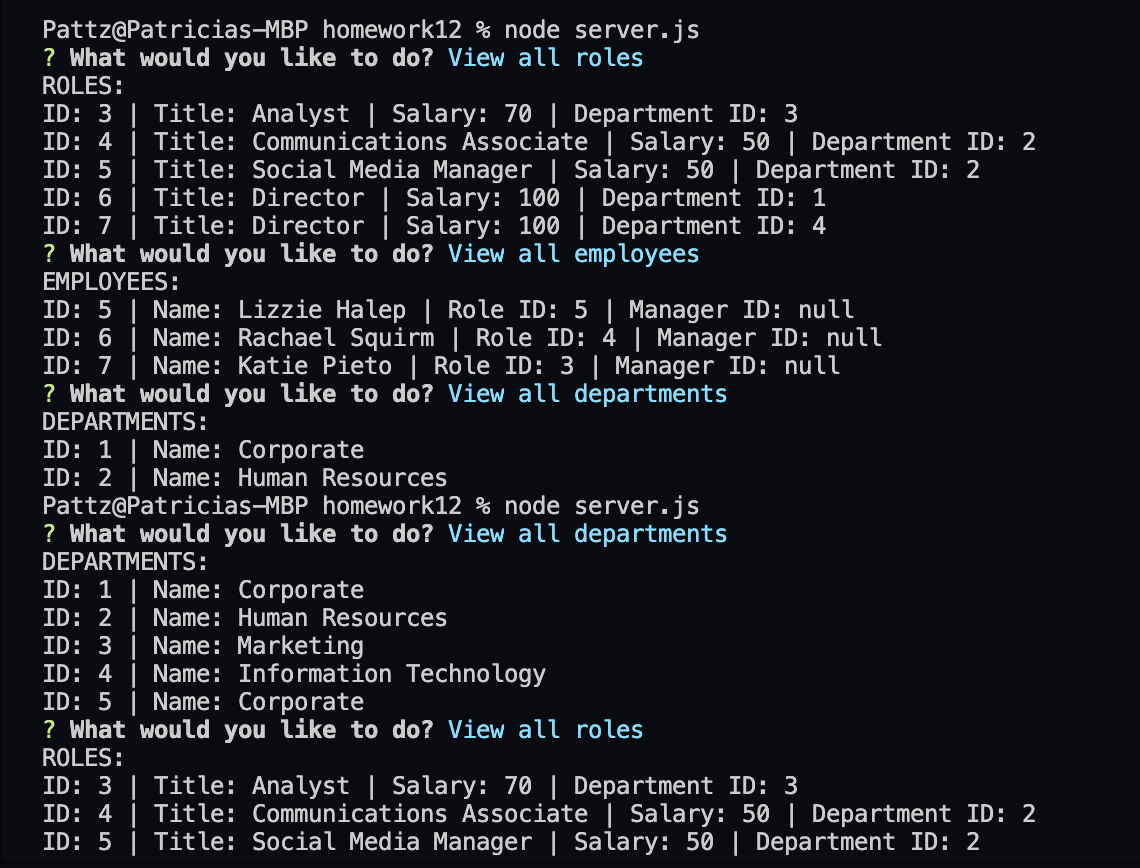 Pattz@Patricias-MBP homework12 % node server.js
? What would you like to do? View all roles
ROLES:
ID: 3 | Title: Analyst | Salary: 70 | Department ID: 3
ID: 4 | Title: Communications Associate | Salary: 50 | Department ID: 2
ID: 5 | Title: Social Media Manager | Salary: 50 | Department ID: 2
ID: 6 | Title: Director | Salary: 100 | Department ID: 1
ID: 7 | Title: Director | Salary: 100 | Department ID: 4
? What would you like to do? View all employees
EMPLOYEES:
ID: 5 | Name: Lizzie Halep | Role ID: 5 | Manager ID: null
ID: 6 | Name: Rachael Squirm | Role ID: 4 | Manager ID: null
ID: 7 | Name: Katie Pieto | Role ID: 3 | Manager ID: null
? What would you like to do? View all departments
DEPARTMENTS:
ID: 1 | Name: Corporate
ID: 2 | Name: Human Resources
Pattz@Patricias-MBP homework12 % node server.js
? What would you like to do? View all departments
DEPARTMENTS:
ID: 1 | Name: Corporate
ID: 2 | Name: Human Resources
ID: 3 | Name: Marketing
ID: 4 | Name: Information Technology
ID: 5 | Name: Corporate
? What would you like to do? View all roles
ROLES:
ID: 3 | Title: Analyst | Salary: 70 | Department ID: 3
ID: 4 | Title: Communications Associate | Salary: 50 | Department ID: 2
ID: 5 | Title: Social Media Manager | Salary: 50 | Department ID: 2